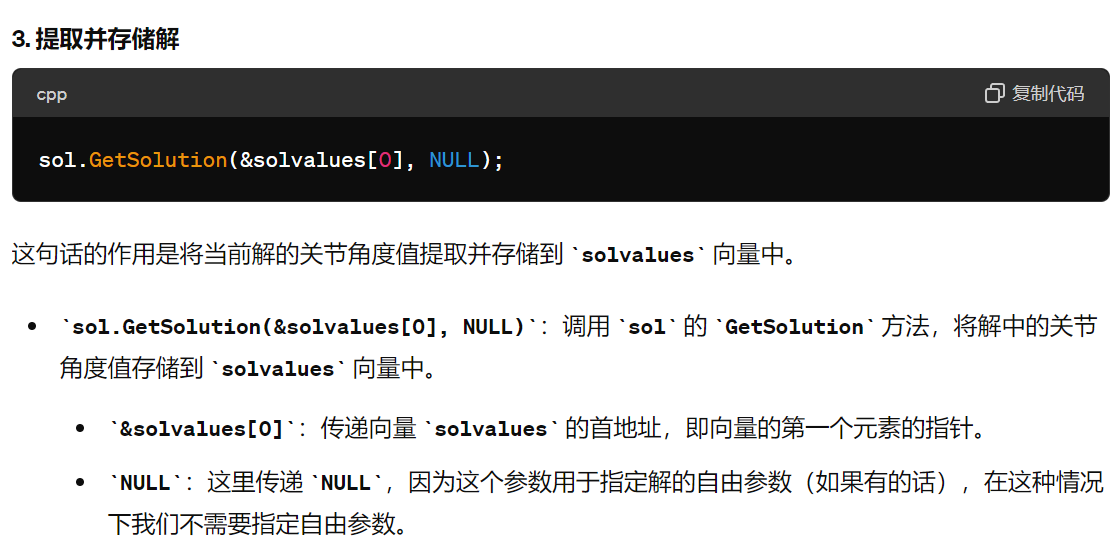 3. 提取并存储解
cpp
复制代码
sol.GetSolution(&solvalues[0], NULL);
这句话的作用是将当前解的关节角度值提取并存储到 `solvalues` 向量中。
• `sol.GetSolution(&solvalues[0], NULL)`：调用 `sol` 的 `GetSolution` 方法，将解中的关节
角度值存储到 `solvalues` 向量中。
• `&solvalues[0]`：传递向量 `solvalues` 的首地址，即向量的第一个元素的指针。
• `NULL`：这里传递 `NULL`，因为这个参数用于指定解的自由参数（如果有的话），在这种情况
下我们不需要指定自由参数。